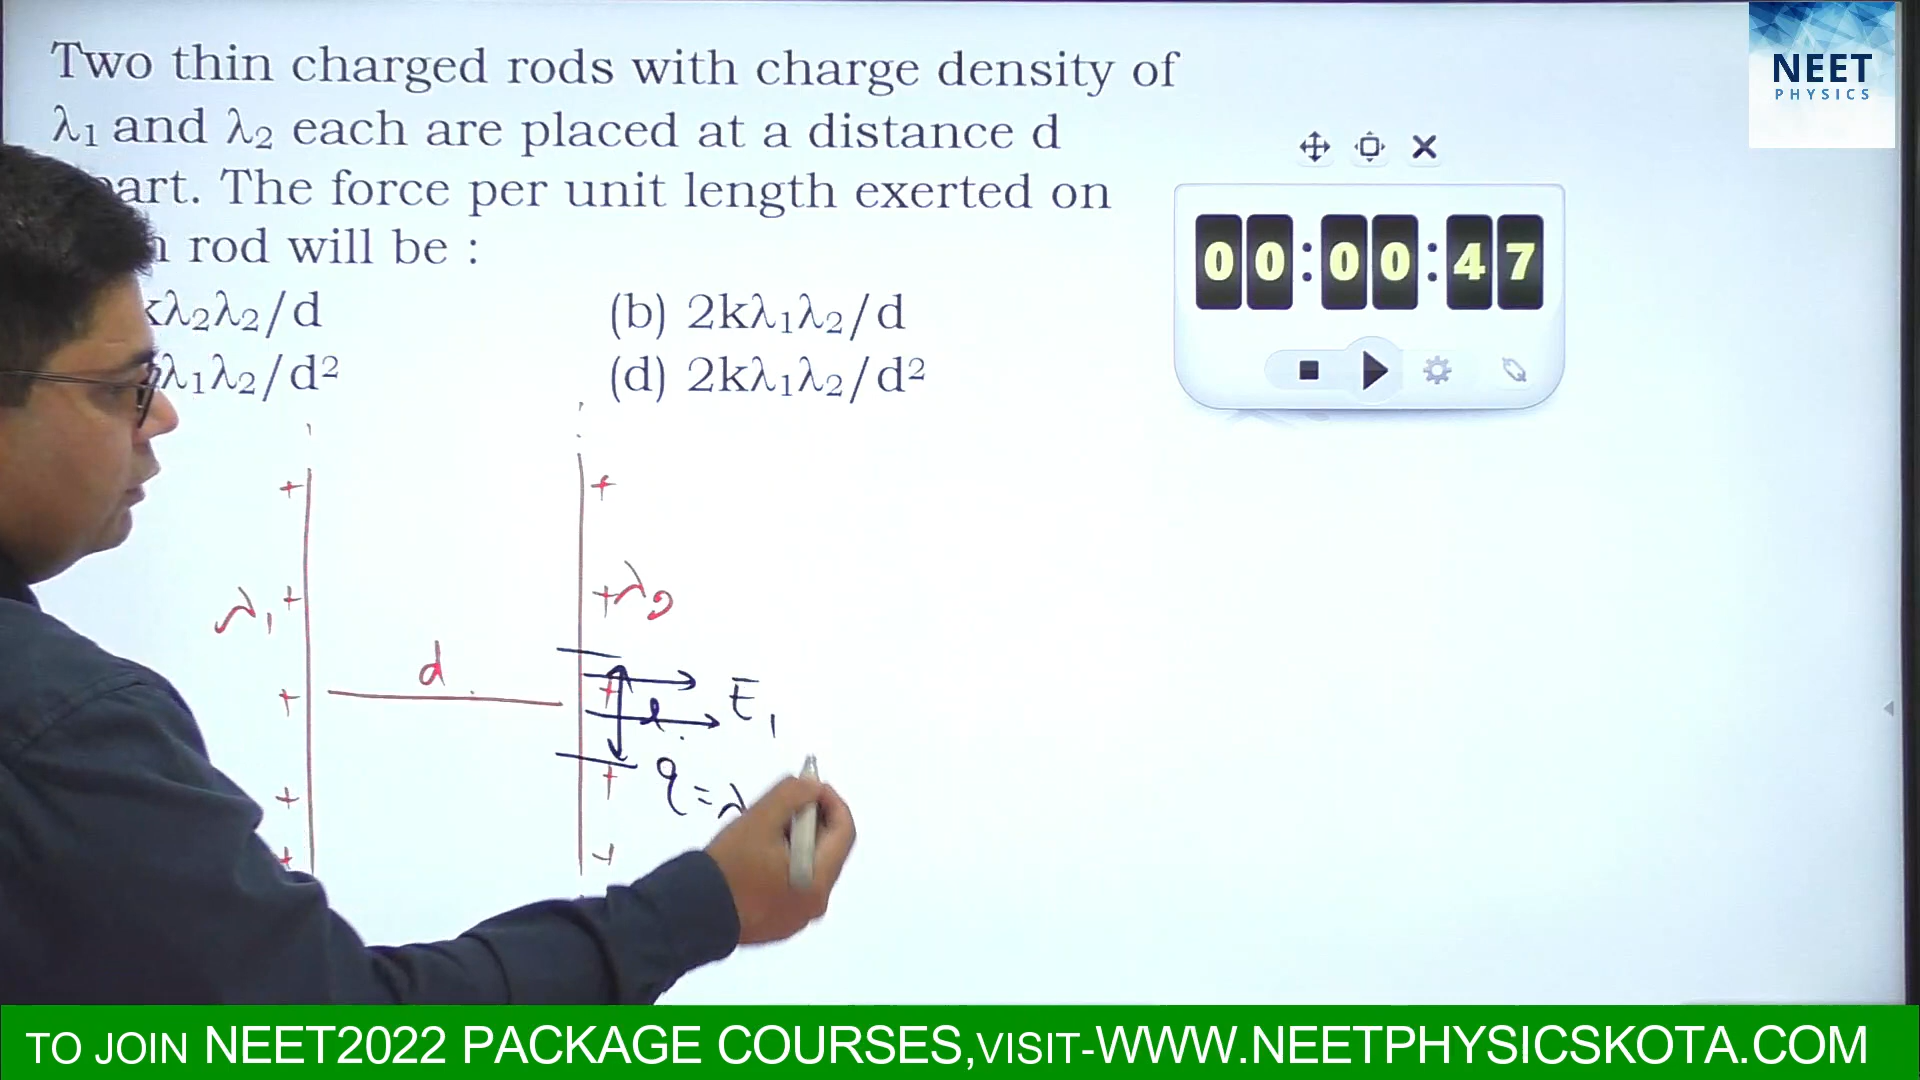 Two thin charged rods with charge density of
λ₁ and λ₂ each are placed at a distance d
part. The force per unit length exerted on
rod will be :
kλ₂λ₂/d
(b) 2kλ₁λ₂/d
λ₁λ₂/d²
(d) 2kλ₁λ₂/d²
NEET
PHYSICS
00:00:47
+ +
λ₁ + + λ₂
d
+ + l E₁
+ q = λ
+
+ +
TO JOIN NEET2022 PACKAGE COURSES,VISIT-WWW.NEETPHYSICSKOTA.COM